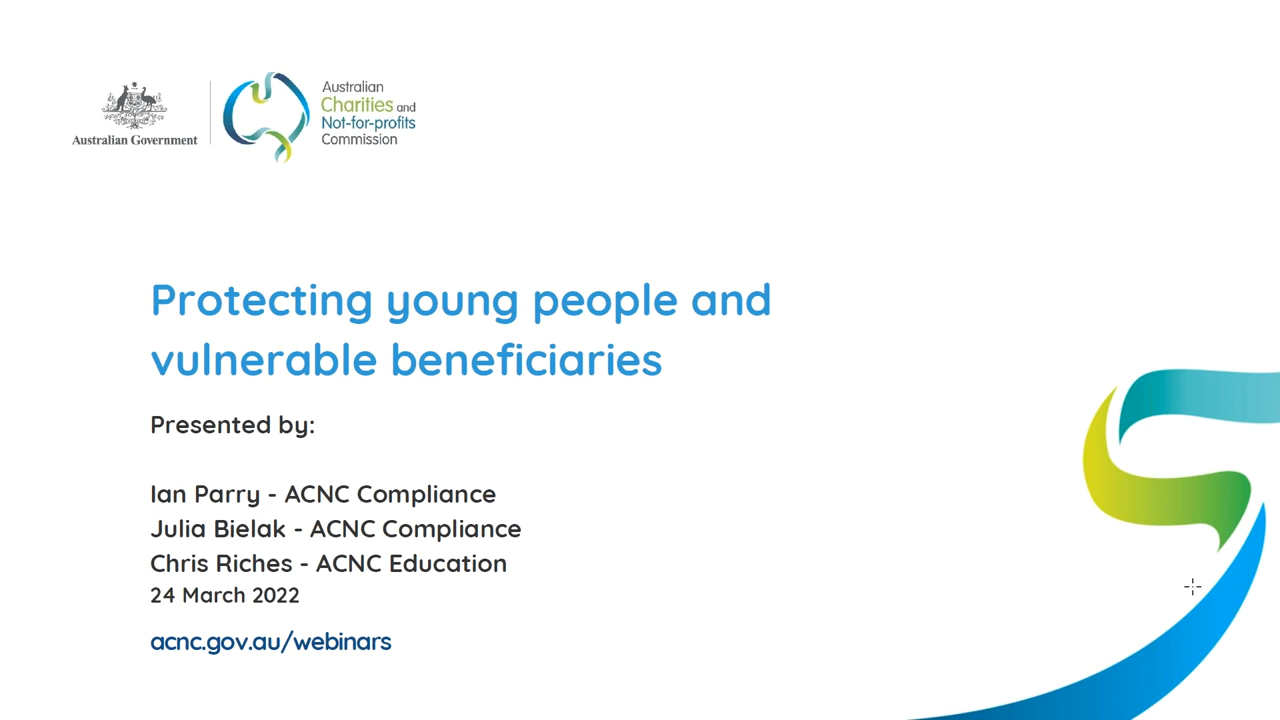 Australian Government
Australian
Charities and
Not-for-profits
Commission
Protecting young people and
vulnerable beneficiaries
Presented by:
Ian Parry - ACNC Compliance
Julia Bielak - ACNC Compliance
Chris Riches - ACNC Education
24 March 2022
acnc.gov.au/webinars